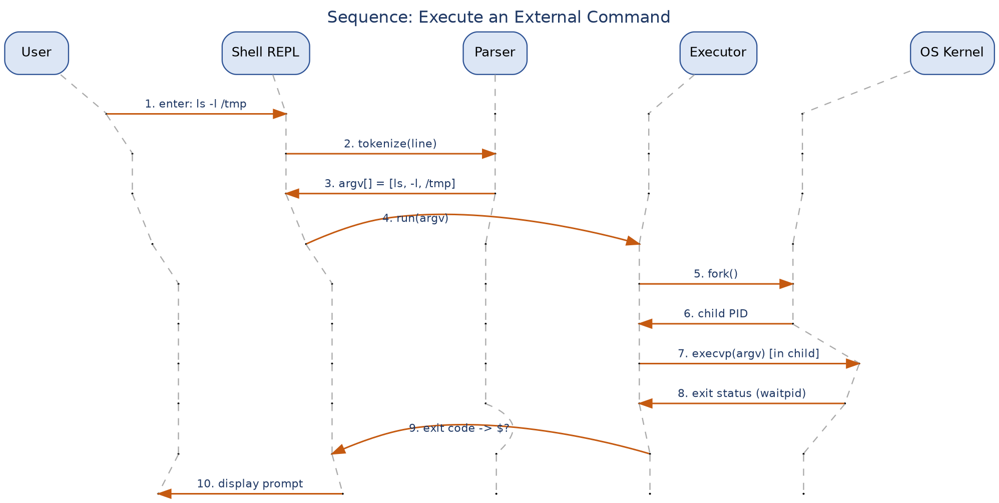 Sequence: Execute an External Command
User
Shell REPL
Parser
Executor
OS Kernel
1. enter: ls -l /tmp
2. tokenize(line)
3. argv[] = [ls, -l, /tmp]
4. run(argv)
5. fork()
6. child PID
7. execvp(argv) [in child]
8. exit status (waitpid)
9. exit code -> $?
10. display prompt